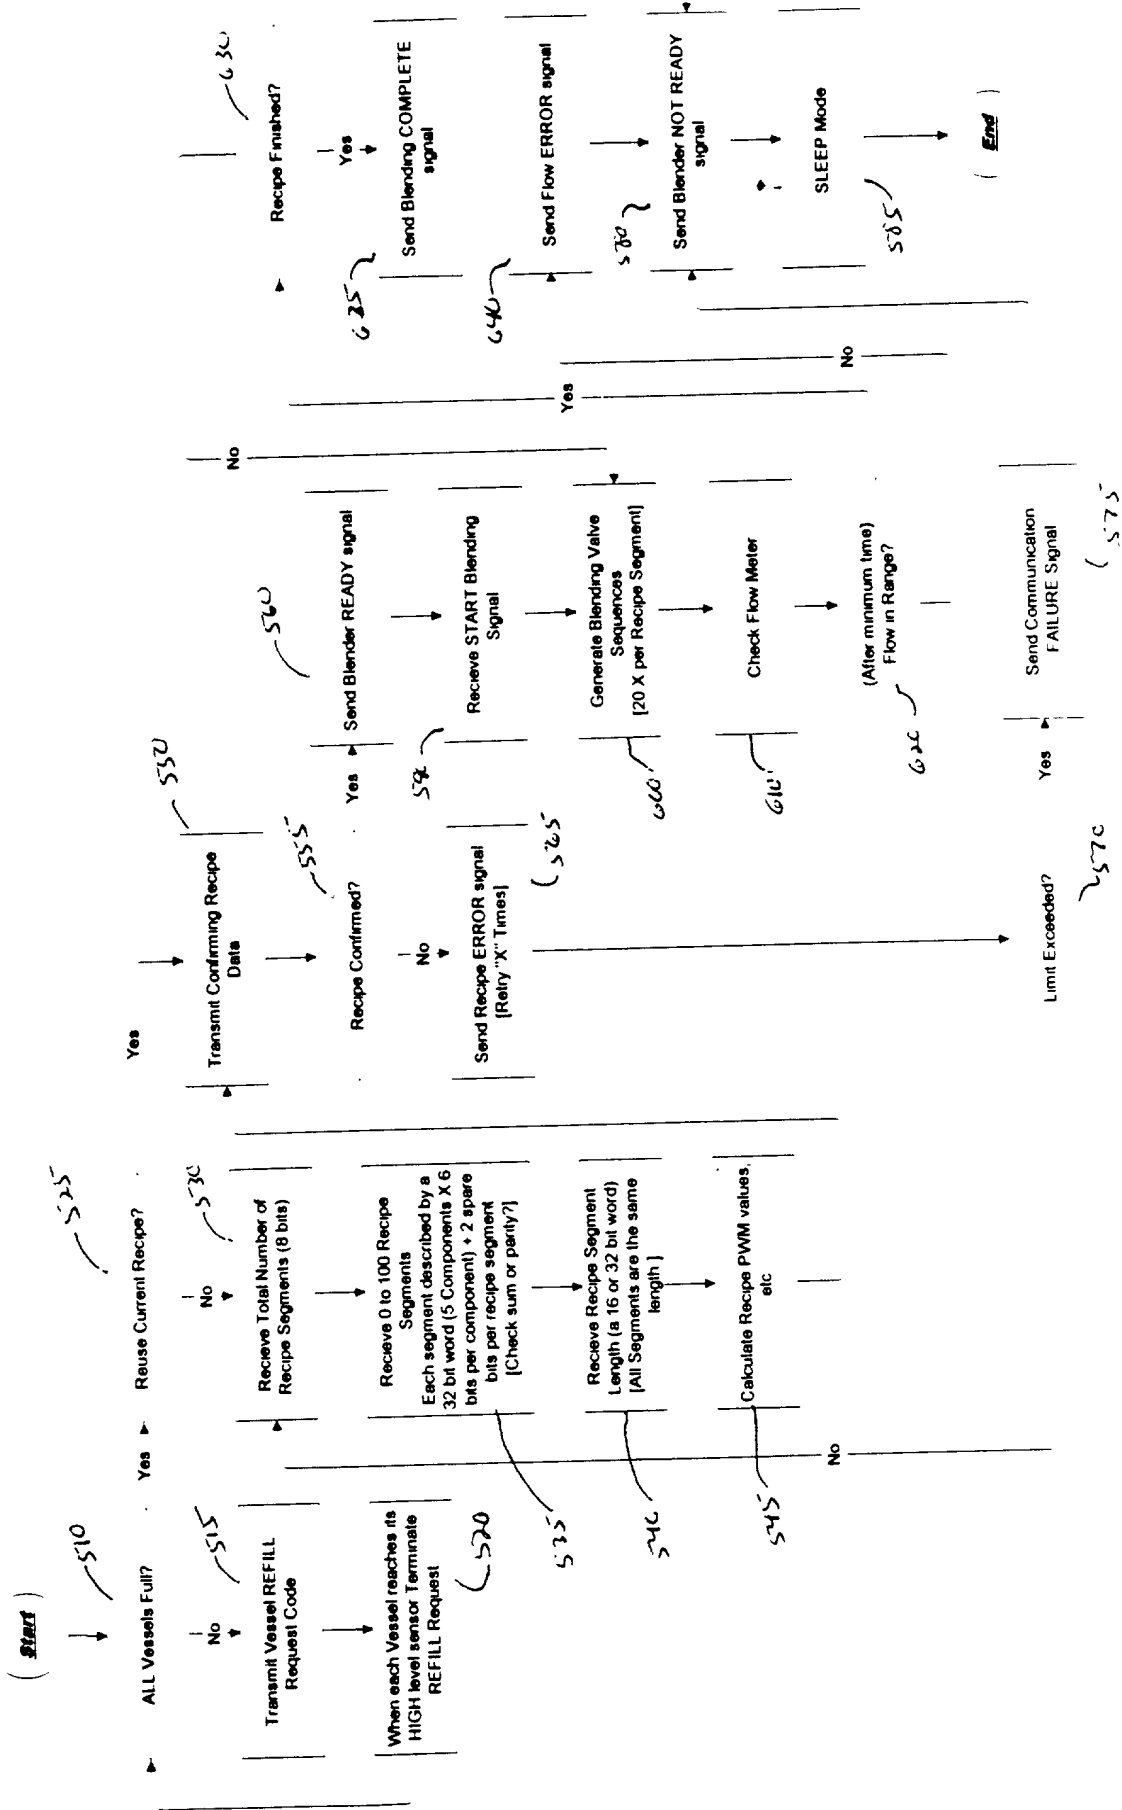 Start
510
ALL Vessels Full?
No
515
Transmit Vessel REFILL
Request Code
When each Vessel reaches its
HIGH level sensor Terminate
REFILL Request
520
Yes
525
Reuse Current Recipe?
No
530
Recieve Total Number of
Recipe Segments (8 bits)
Recieve 0 to 100 Recipe
Segments
Each segment described by a
32 bit word (5 Components X 6
bits per component) + 2 spare
bits per recipe segment
[Check sum or parity?]
535
Recieve Recipe Segment
Length (a 16 or 32 bit word)
[All Segments are the same
length ]
540
Calculate Recipe PWM values,
etc
545
No
Yes
550
Transmit Confirming Recipe
Data
555
Recipe Confirmed?
No
Send Recipe ERROR signal
[Retry "X" Times]
565
Limit Exceeded?
570
Yes
Yes
560
Send Blender READY signal
590
Recieve START Blending
Signal
Generate Blending Valve
Sequences
[20 X per Recipe Segment]
600
Check Flow Meter
610
(After minimum time)
Flow in Range?
620
Send Communication
FAILURE Signal
575
No
Yes
No
630
Recipe Finished?
Yes
635
Send Blending COMPLETE
signal
640
Send Flow ERROR signal
580
Send Blender NOT READY
signal
SLEEP Mode
585
End